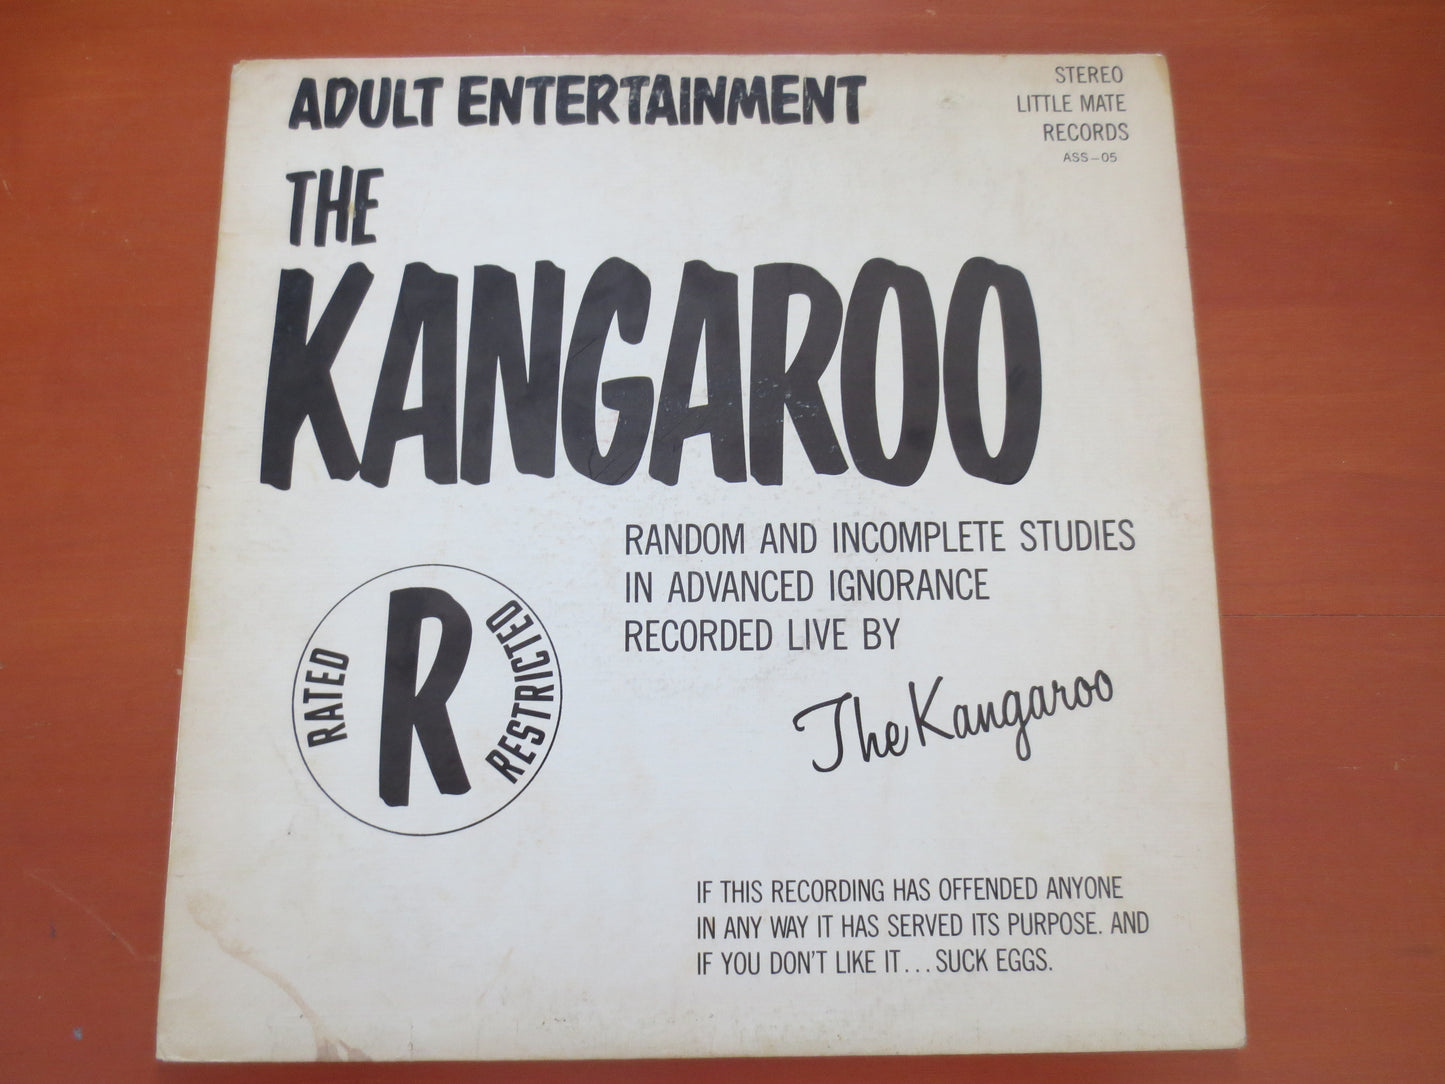 ADULT ENTERTAINMENT
STEREO
LITTLE MATE
RECORDS
ASS-05
THE
KANGAROO
RANDOM AND INCOMPLETE STUDIES
IN ADVANCED IGNORANCE
RECORDED LIVE BY
The Kangaroo
RATED
R
RESTRICTED
IF THIS RECORDING HAS OFFENDED ANYONE
IN ANY WAY IT HAS SERVED ITS PURPOSE. AND
IF YOU DON'T LIKE IT...SUCK EGGS.